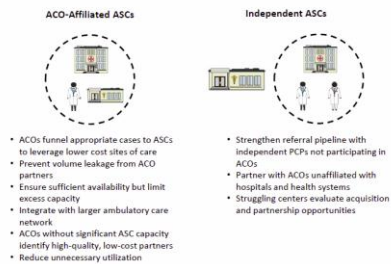 ACO-Affiliated ASCs
• ACOs funnel appropriate cases to ASCs
to leverage lower cost sites of care
• Prevent volume leakage from ACO
partners
• Ensure sufficient availability but limit
excess capacity
• Integrate with larger ambulatory care
network
• ACOs without significant ASC capacity
identify high-quality, low-cost partners
• Reduce unnecessary utilization
Independent ASCs
• Strengthen referral pipeline with
independent PCPs not participating in
ACOs
• Partner with ACOs unaffiliated with
hospitals and health systems
• Struggling centers evaluate acquisition
and partnership opportunities